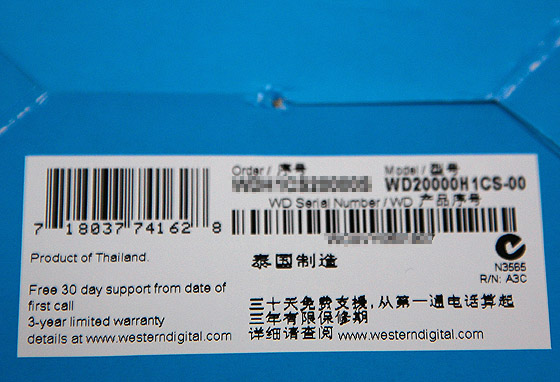 Order / 序号
Model / 型号
WD20000H1CS-00
WD Serial Number / WD 产品序号
7 18037 74162 8
Product of Thailand.
泰国制造
N3565
R/N: A3C
Free 30 day support from date of
first call
3-year limited warranty
details at www.westerndigital.com
三十天免费支援，从第一通电话算起
三年有限保修期
详细请查阅 www.westerndigital.com